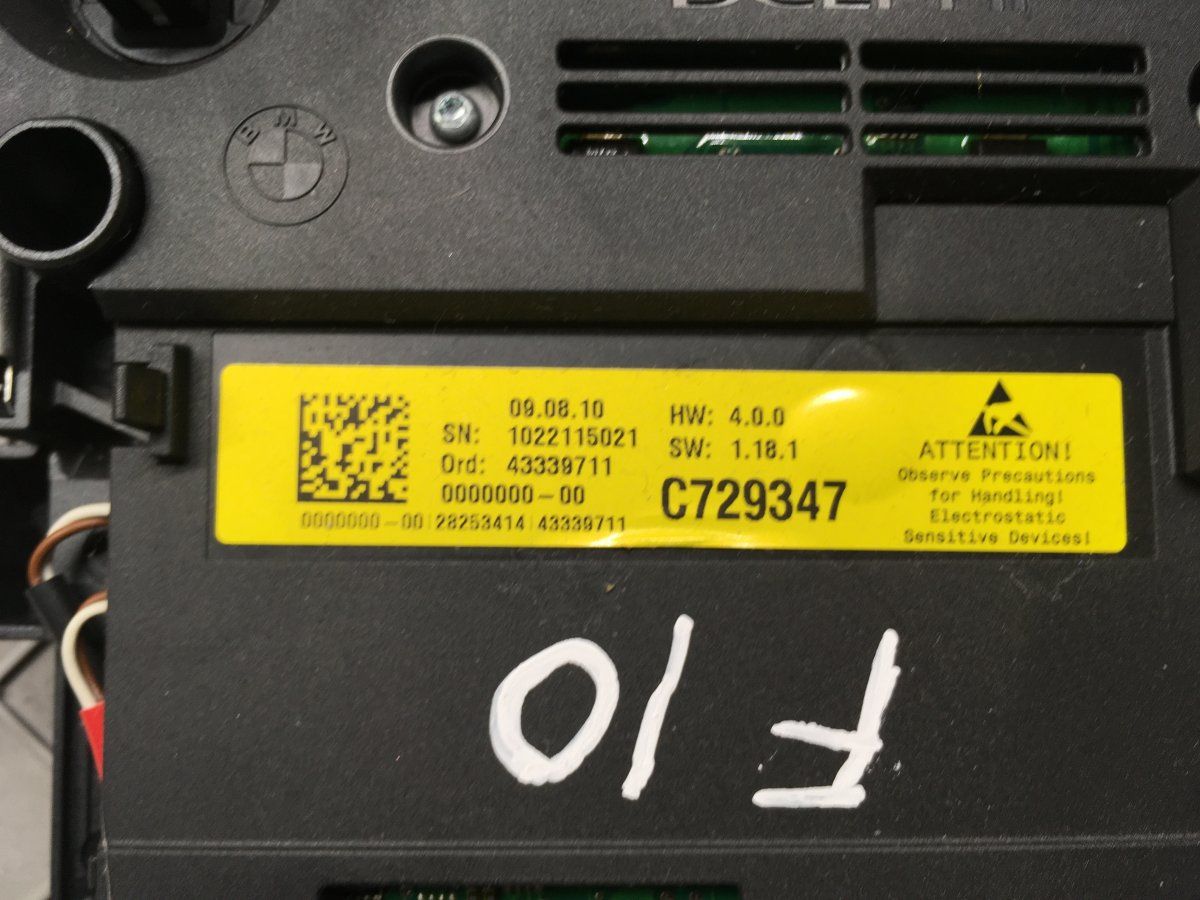 DELPHI
BMW
09.08.10
SN: 1022115021
Ord: 43339711
0000000-00
0000000-00|28253414|43339711
HW: 4.0.0
SW: 1.18.1
C729347
ATTENTION!
Observe Precautions
for Handling!
Electrostatic
Sensitive Devices!
F10